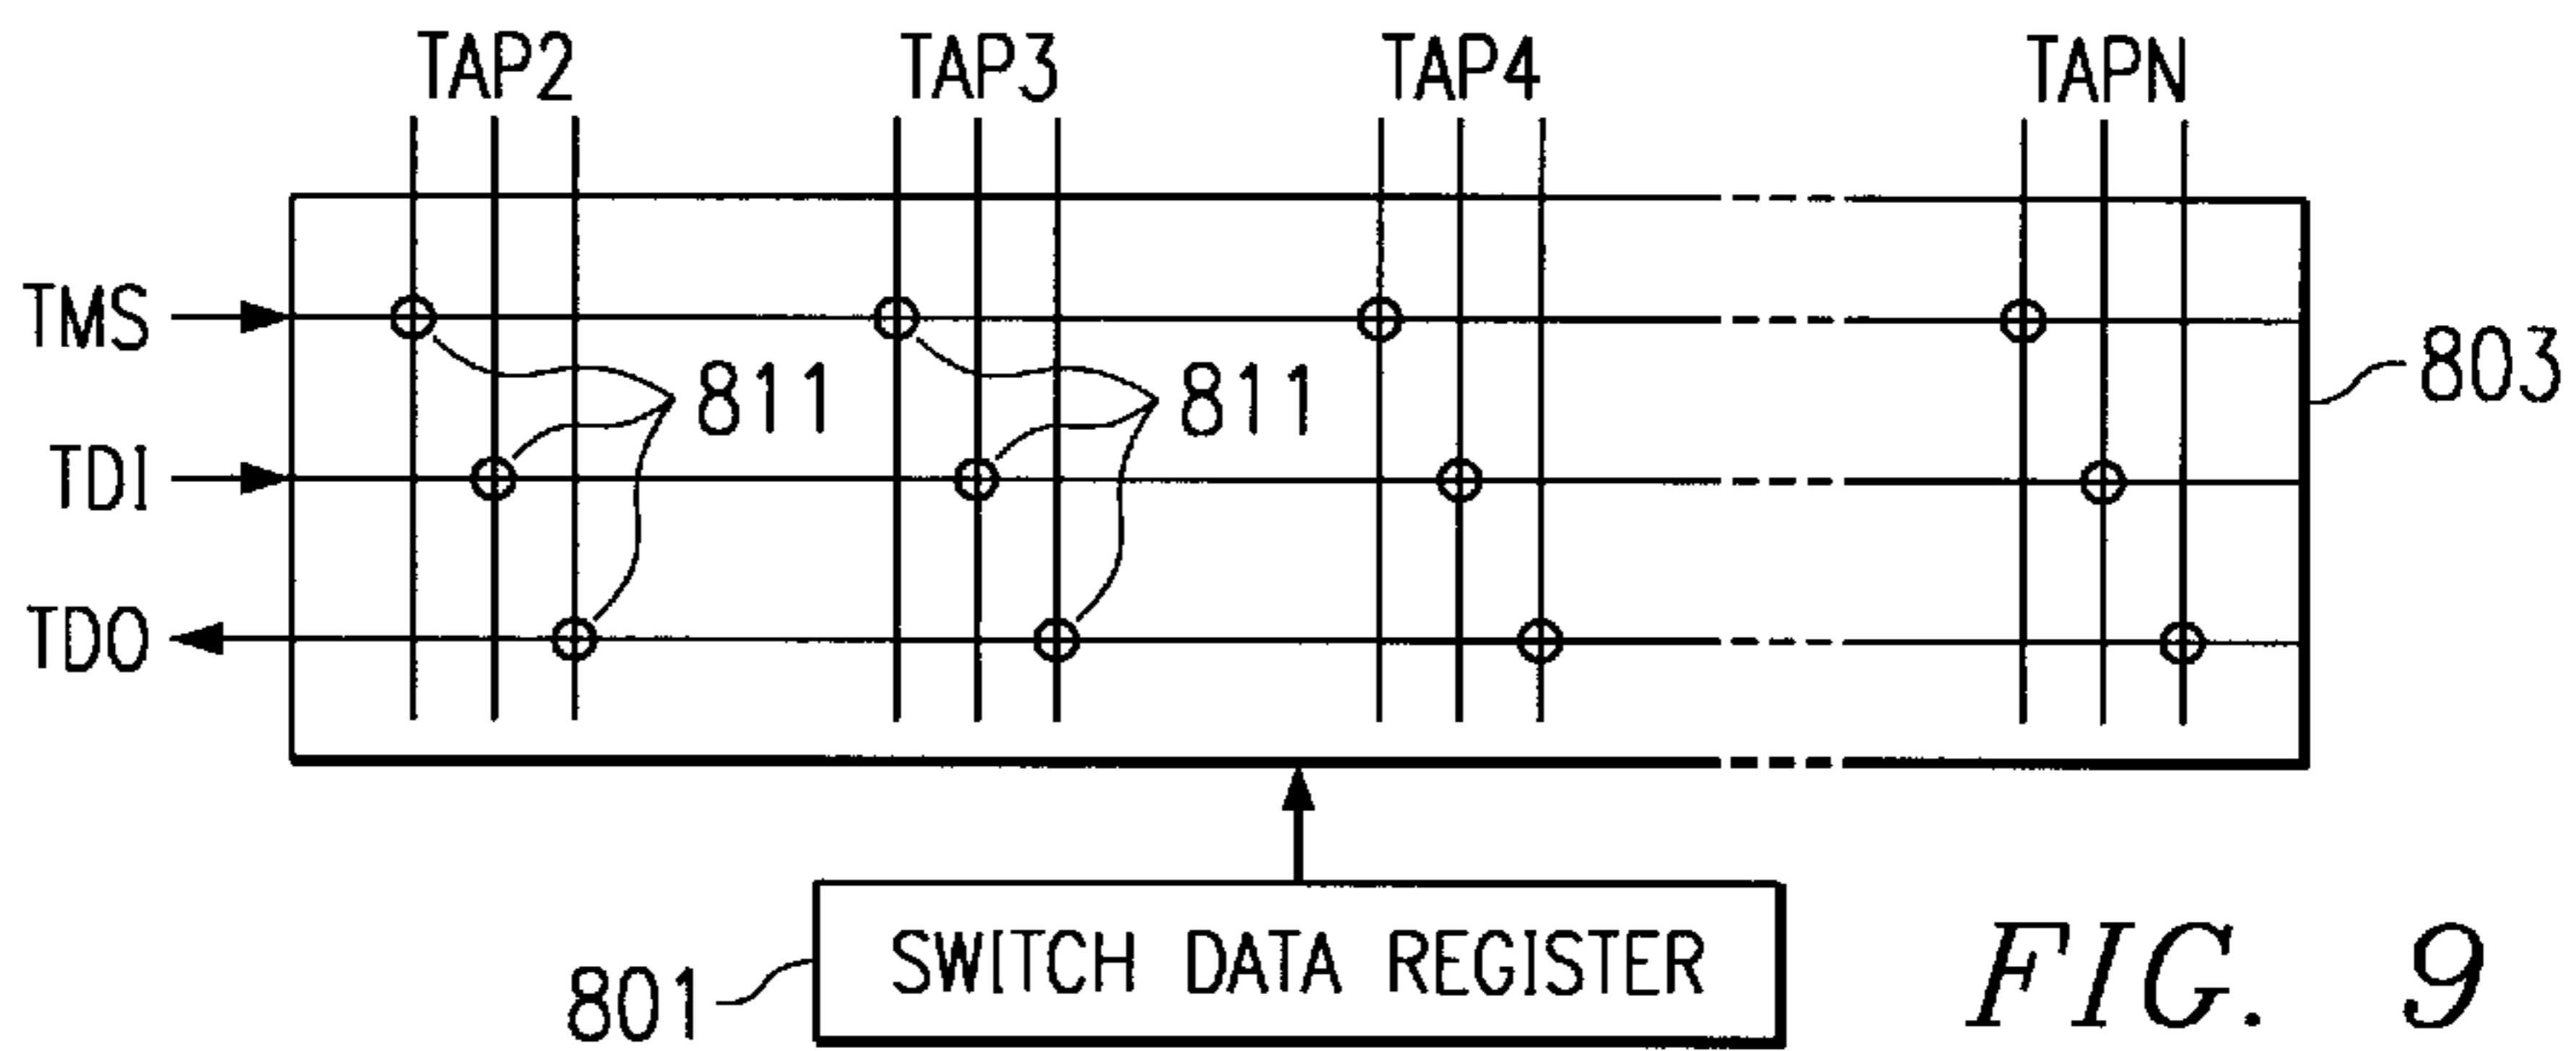 TAP2 TAP3 TAP4 TAPN
TMS
811 811 803
TDI
TDO
SWITCH DATA REGISTER
801
FIG. 9